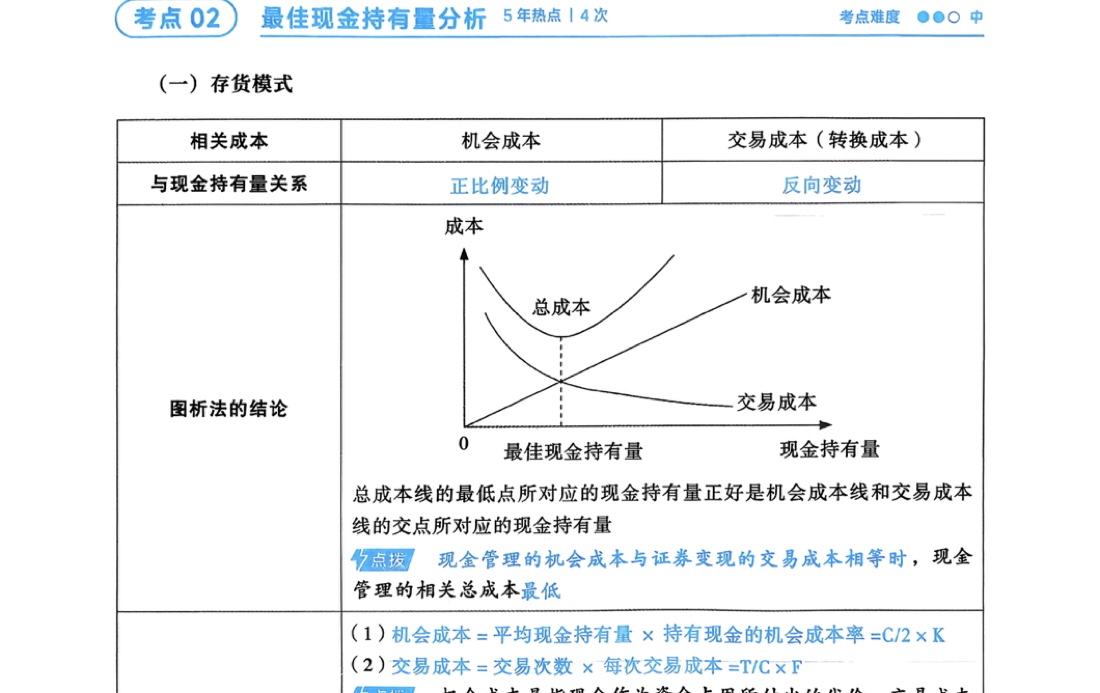 考点 02 最佳现金持有量分析 5 年热点 | 4 次 考点难度 中
（一）存货模式
相关成本 机会成本 交易成本（转换成本）
与现金持有量关系 正比例变动 反向变动
成本
总成本
机会成本
图析法的结论
交易成本
0
最佳现金持有量 现金持有量
总成本线的最低点所对应的现金持有量正好是机会成本线和交易成本
线的交点所对应的现金持有量
点拨 现金管理的机会成本与证券变现的交易成本相等时，现金
管理的相关总成本最低
（1）机会成本 = 平均现金持有量 × 持有现金的机会成本率 =C/2 × K
（2）交易成本 = 交易次数 × 每次交易成本 =T/C × F